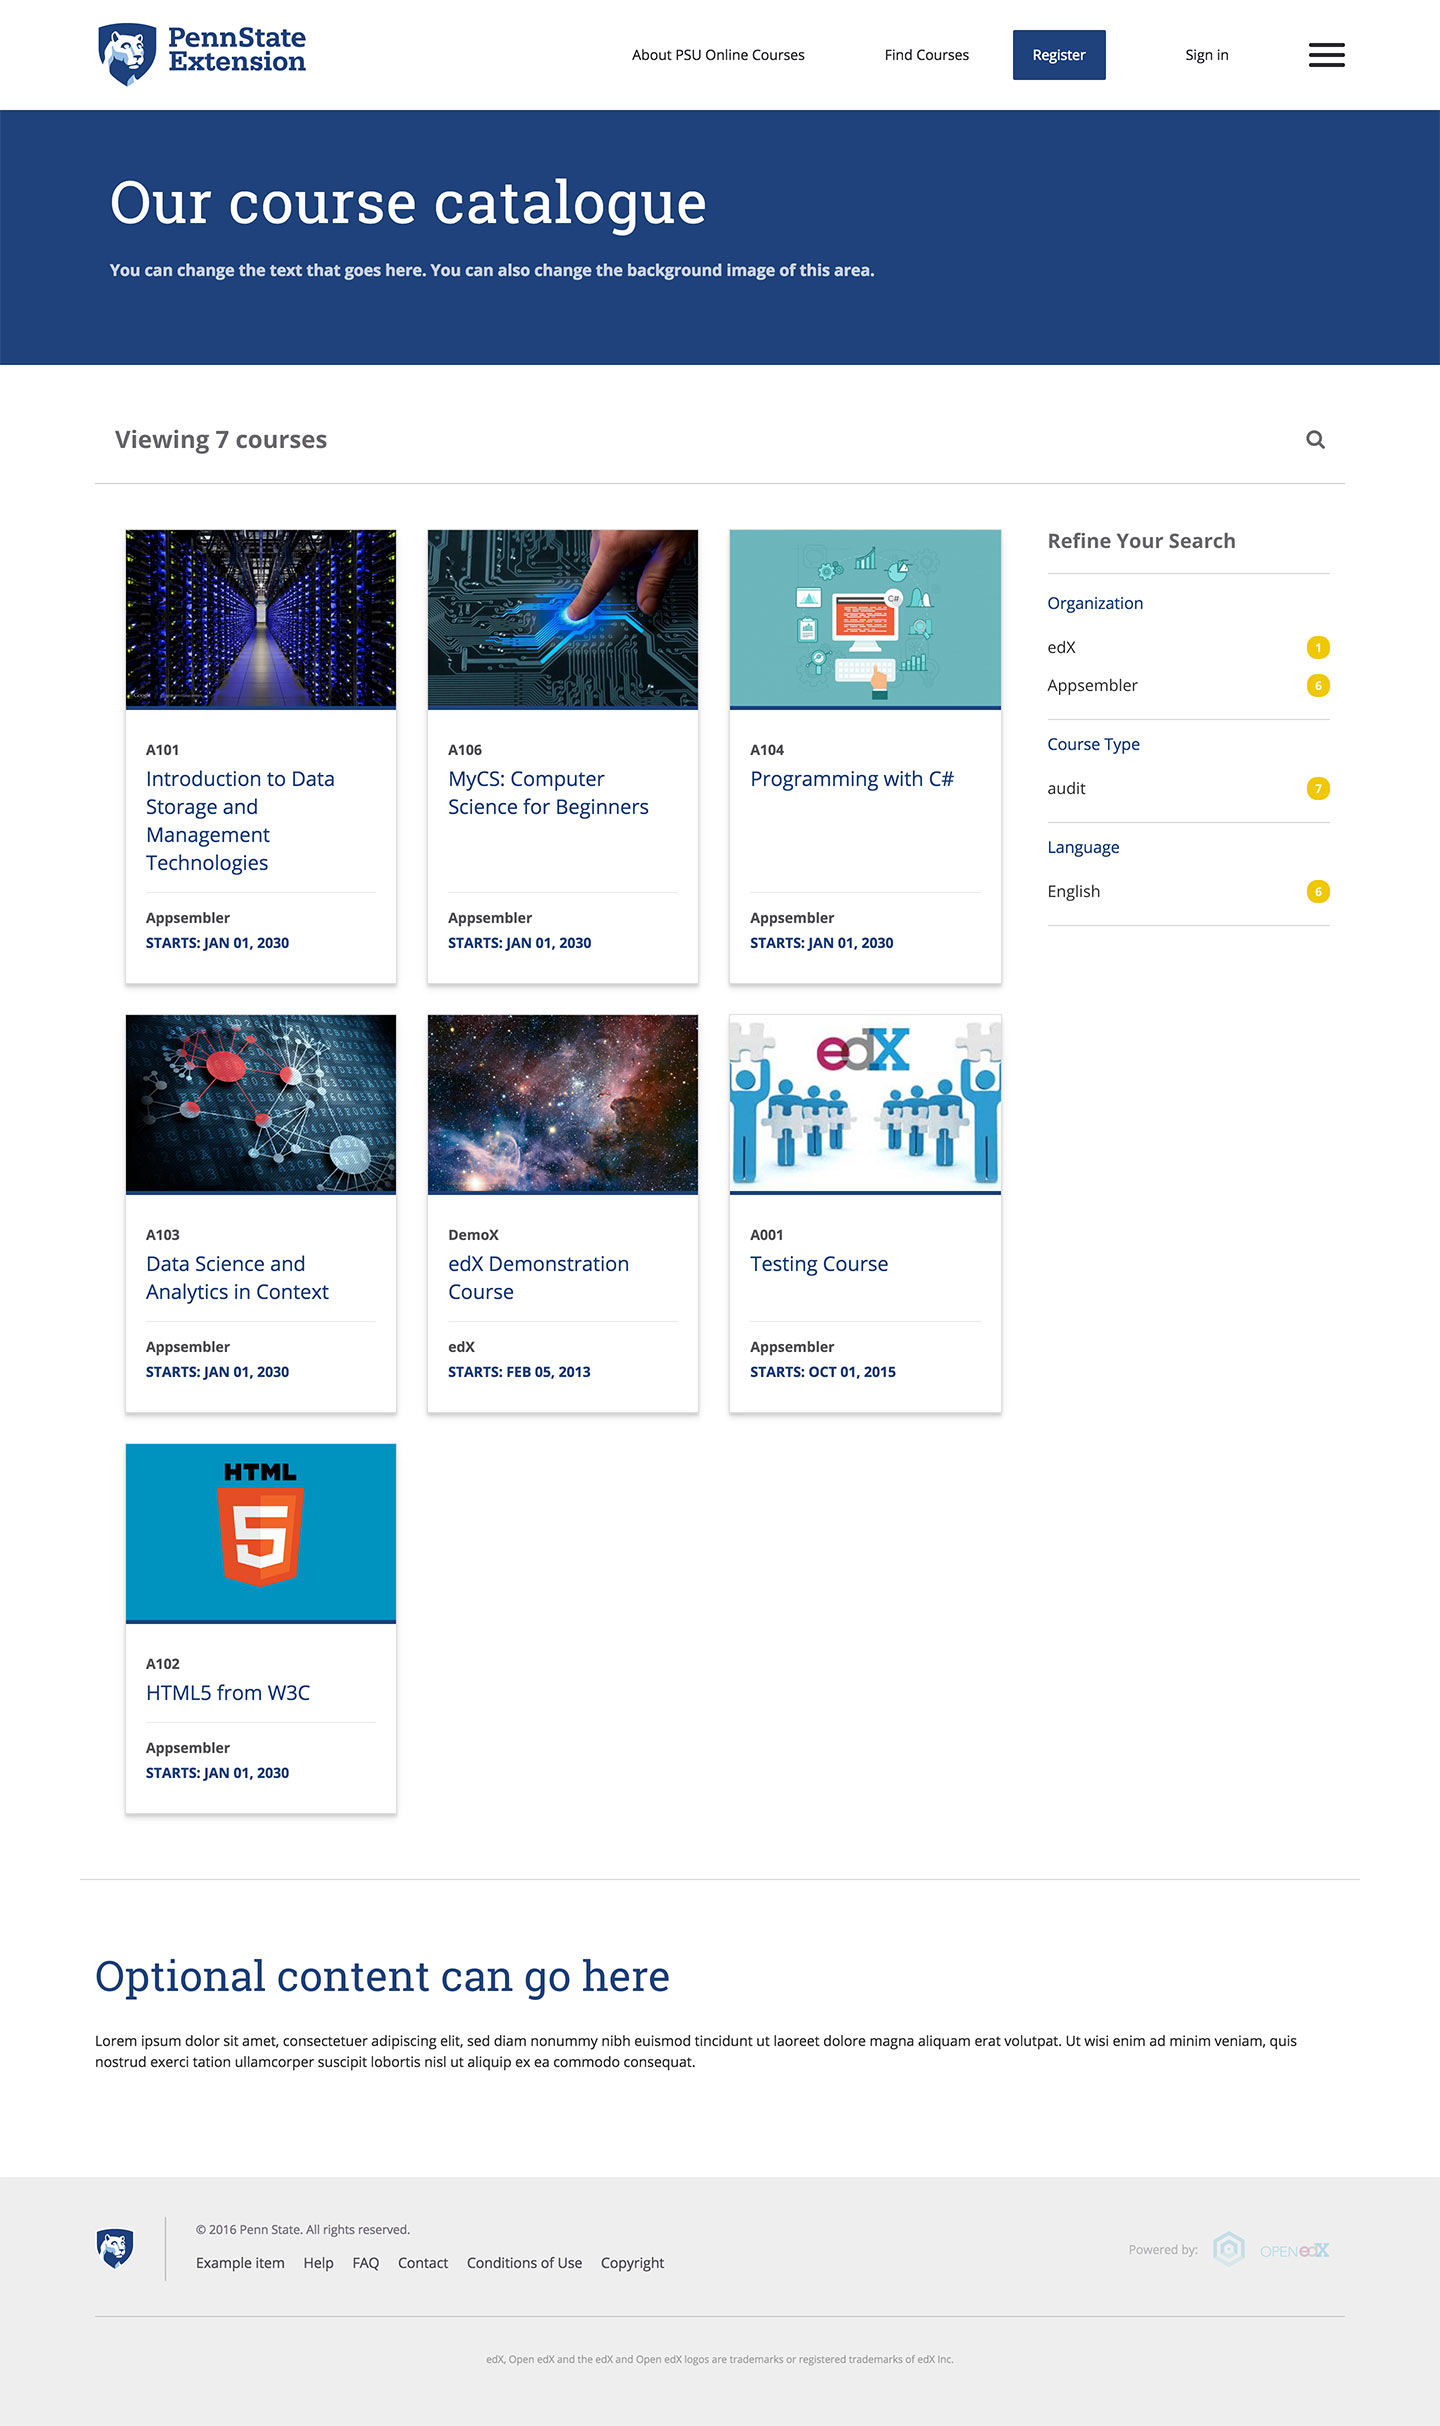 PennState
Extension
About PSU Online Courses
Find Courses
Register
Sign in
Our course catalogue
You can change the text that goes here. You can also change the background image of this area.
Viewing 7 courses
C#
A101
Introduction to Data
Storage and
Management
Technologies
Appsembler
STARTS: JAN 01, 2030
A106
MyCS: Computer
Science for Beginners
Appsembler
STARTS: JAN 01, 2030
A104
Programming with C#
Appsembler
STARTS: JAN 01, 2030
Refine Your Search
Organization
edX 1
Appsembler 6
Course Type
audit 7
Language
English 6
edX
A103
Data Science and
Analytics in Context
Appsembler
STARTS: JAN 01, 2030
DemoX
edX Demonstration
Course
edX
STARTS: FEB 05, 2013
A001
Testing Course
Appsembler
STARTS: OCT 01, 2015
HTML
5
A102
HTML5 from W3C
Appsembler
STARTS: JAN 01, 2030
Optional content can go here
Lorem ipsum dolor sit amet, consectetuer adipiscing elit, sed diam nonummy nibh euismod tincidunt ut laoreet dolore magna aliquam erat volutpat. Ut wisi enim ad minim veniam, quis
nostrud exerci tation ullamcorper suscipit lobortis nisl ut aliquip ex ea commodo consequat.
© 2016 Penn State. All rights reserved.
Example item Help FAQ Contact Conditions of Use Copyright
Powered by:
OPEN edX
edX, Open edX and the edX and Open edX logos are trademarks or registered trademarks of edX Inc.